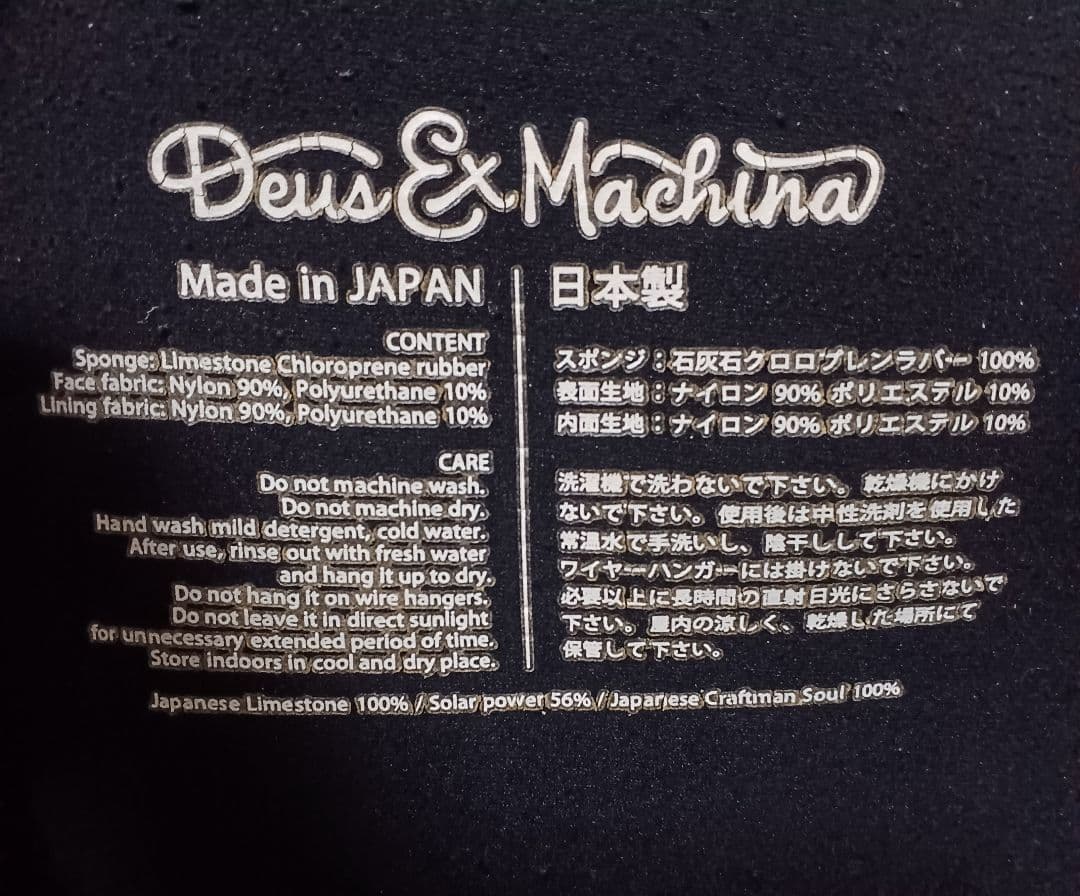 Deus Ex Machina
Made in JAPAN
CONTENT
Sponge: Limestone Chloroprene rubber
Face fabric: Nylon 90%, Polyurethane 10%
Lining fabric: Nylon 90%, Polyurethane 10%
CARE
Do not machine wash.
Do not machine dry.
Hand wash mild detergent, cold water.
After use, rinse out with fresh water
and hang it up to dry.
Do not hang it on wire hangers.
Do not leave it in direct sunlight
for unnecessary extended period of time.
Store indoors in cool and dry place.
日本製
スポンジ：石灰石クロロプレンラバー 100%
表面生地：ナイロン 90% ポリエステル 10%
内面生地：ナイロン 90% ポリエステル 10%
洗濯機で洗わないで下さい。乾燥機にかけ
ないで下さい。使用後は中性洗剤を使用した
常温水で手洗いし、陰干しして下さい。
ワイヤーハンガーには掛けないで下さい。
必要以上に長時間の直射日光にさらさないで
下さい。屋内の涼しく、乾燥した場所にて
保管して下さい。
Japanese Limestone 100% / Solar power 56% / Japanese Craftman Soul 100%